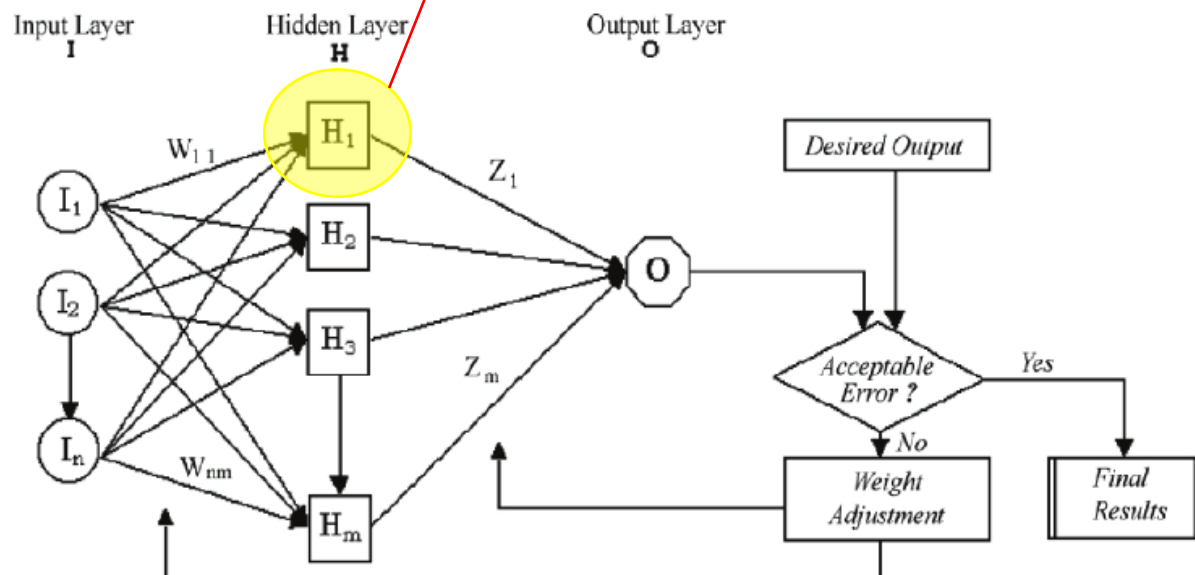 Input Layer
I
Hidden Layer
H
Output Layer
O
H₁
W₁₁
Desired Output
Z₁
I₁
H₂
O
I₂
H₃
Acceptable
Error ?
Yes
Zₘ
No
Iₙ
Wₙₘ
Weight
Adjustment
Final
Results
Hₘ